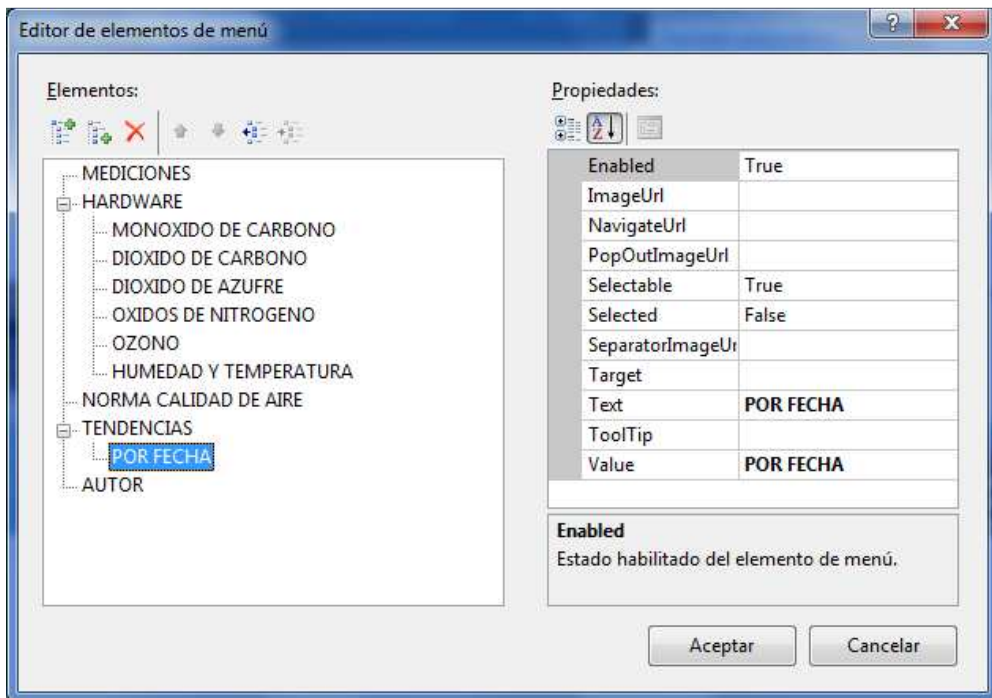 Editor de elementos de menú
Elementos:
MEDICIONES
HARDWARE
MONOXIDO DE CARBONO
DIOXIDO DE CARBONO
DIOXIDO DE AZUFRE
OXIDOS DE NITROGENO
OZONO
HUMEDAD Y TEMPERATURA
NORMA CALIDAD DE AIRE
TENDENCIAS
POR FECHA
AUTOR
Propiedades:
Enabled True
ImageUrl
NavigateUrl
PopOutImageUrl
Selectable True
Selected False
SeparatorImageUr
Target
Text POR FECHA
ToolTip
Value POR FECHA
Enabled
Estado habilitado del elemento de menú.
Aceptar Cancelar